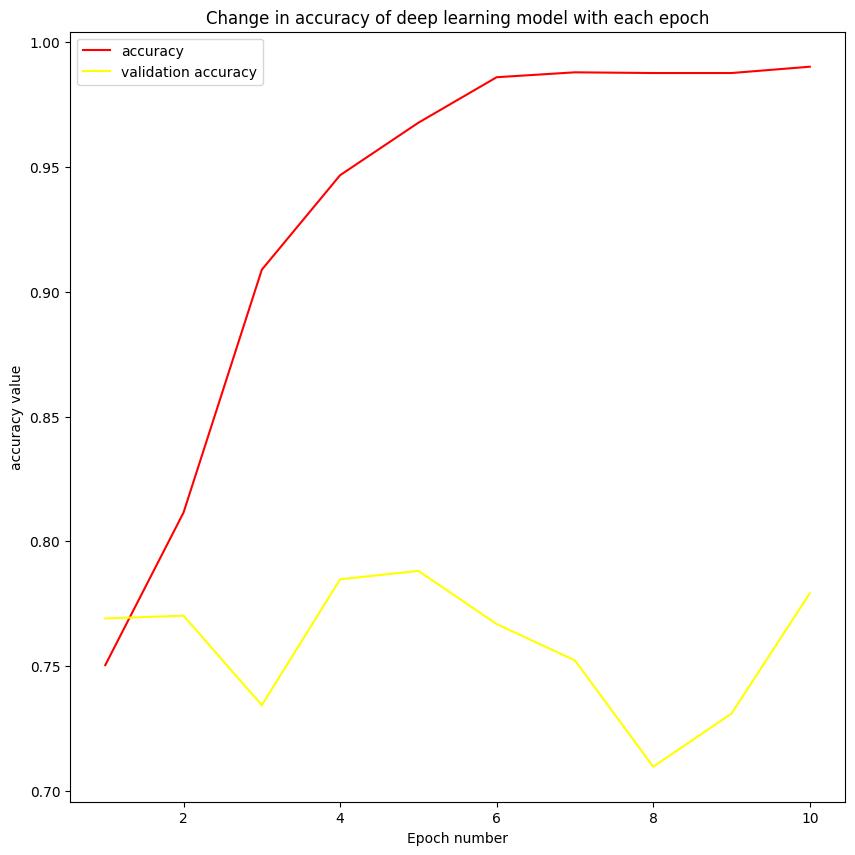 Change in accuracy of deep learning model with each epoch
accuracy
validation accuracy
1.00
0.95
0.90
0.85
0.80
0.75
0.70
accuracy value
2 4 6 8 10
Epoch number